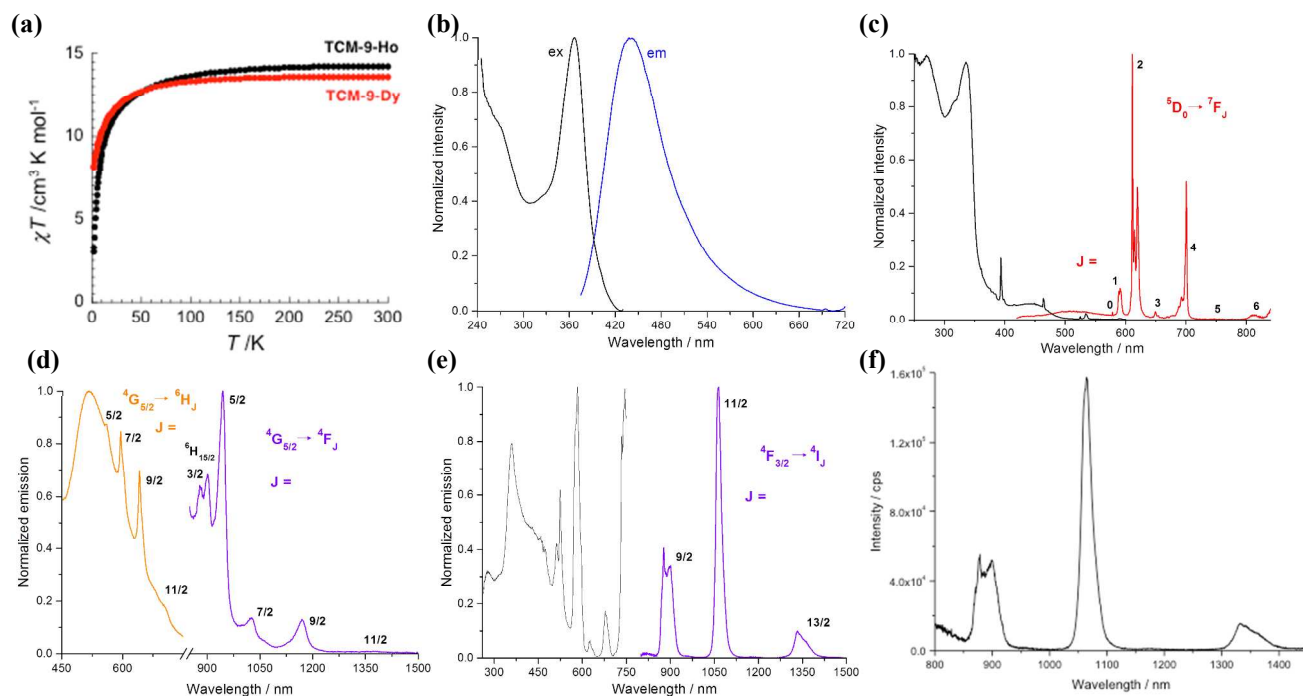 (a)
TCM-9-Ho
TCM-9-Dy
χT /cm³ K mol⁻¹
15
10
5
0
0 50 100 150 200 250 300
T /K
(b)
ex
em
Normalized intensity
1.0
0.8
0.6
0.4
0.2
0.0
240 300 360 420 480 540 600 660 720
Wavelength / nm
(c)
2
⁵D₀→ ⁷F_J
J =
0
1
3
4
5
6
Normalized intensity
1.0
0.8
0.6
0.4
0.2
0.0
300 400 500 600 700 800
Wavelength / nm
(d)
⁴G₅/₂→ ⁶H_J
J =
5/2
7/2
9/2
11/2
⁶H₁₅/₂
3/2
5/2
⁴G₅/₂→ ⁴F_J
J =
7/2
9/2
11/2
Normalized emission
1.0
0.8
0.6
0.4
0.2
0.0
450 600 900 1050 1200 1350 1500
Wavelength / nm
(e)
11/2
⁴F₃/₂→ ⁴I_J
J =
9/2
13/2
Normalized emission
1.0
0.8
0.6
0.4
0.2
0.0
300 450 600 750 900 1050 1200 1350 1500
Wavelength / nm
(f)
Intensity / cps
1.6x10⁵
1.2x10⁵
8.0x10⁴
4.0x10⁴
0.0
800 900 1000 1100 1200 1300 1400
Wavelength / nm